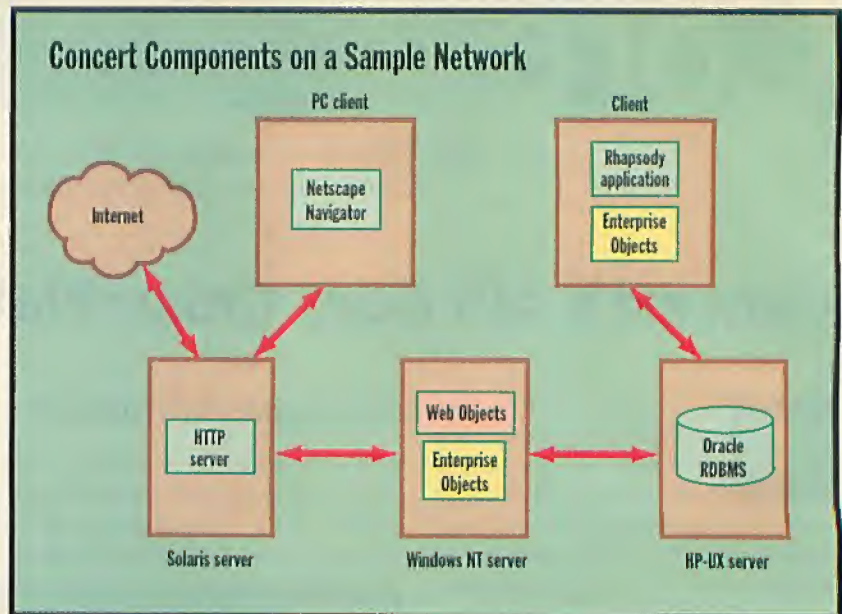 Concert Components on a Sample Network
PC client
Client
Internet
Netscape
Navigator
Rhapsody
application
Enterprise
Objects
HTTP
server
Web Objects
Enterprise
Objects
Oracle
RDBMS
Solaris server
Windows NT server
HP-UX server